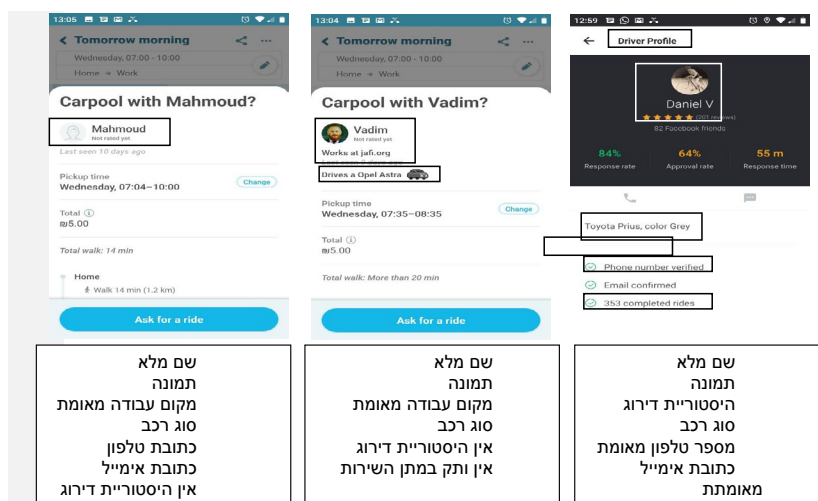 13:05
Tomorrow morning
Wednesday, 07:00 - 10:00
Home → Work
Carpool with Mahmoud?
Mahmoud
Not rated yet
Last seen 10 days ago
Pickup time
Wednesday, 07:04–10:00
Change
Total
₪5.00
Total walk: 14 min
Home
Walk 14 min (1.2 km)
Ask for a ride
שם מלא
תמונה
מקום עבודה מאומת
סוג רכב
כתובת טלפון
כתובת אימייל
אין היסטוריית דירוג
13:04
Tomorrow morning
Wednesday, 07:00 - 10:00
Home → Work
Carpool with Vadim?
Vadim
Not rated yet
Works at jafi.org
Drives a Opel Astra
Pickup time
Wednesday, 07:35–08:35
Change
Total
₪5.00
Total walk: More than 20 min
Ask for a ride
שם מלא
תמונה
מקום עבודה מאומת
סוג רכב
אין היסטוריית דירוג
אין ותק במתן השירות
12:59
Driver Profile
Daniel V
(201 reviews)
82 Facebook friends
84% 64% 55 m
Response rate Approval rate Response time
Toyota Prius, color Grey
Phone number verified
Email confirmed
353 completed rides
שם מלא
תמונה
היסטוריית דירוג
סוג רכב
מספר טלפון מאומת
כתובת אימייל
מאומתת